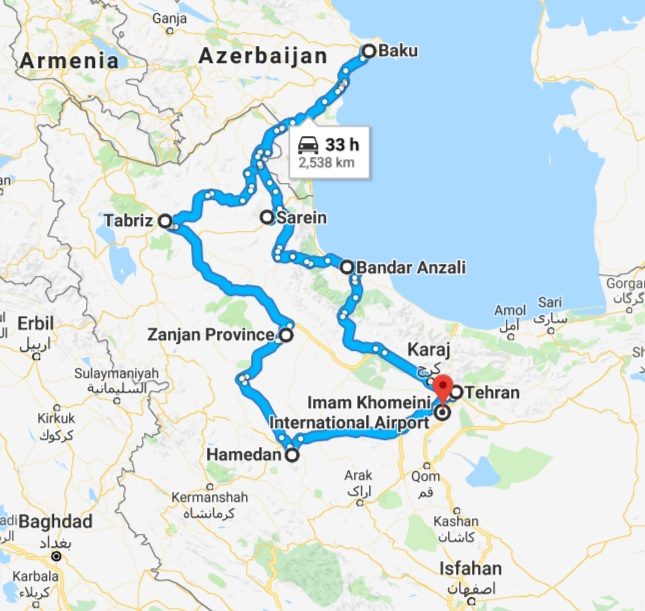 Ganja
Azerbaijan
Baku
Armenia
33 h
2,538 km
Tabriz
Sarein
Bandar Anzali
Erbil
اربيل
Zanjan Province
Amol
آمل
Sari
ساری
Gorgan
گرگان
Karaj
کرج
Tehran
Imam Khomeini
International Airport
Sulaymaniyah
السليمانية
Kirkuk
كركوك
Hamedan
Kermanshah
کرمانشاه
Arak
اراک
Qom
قم
Kashan
کاشان
Baghdad
بغداد
Karbala
كربلاء
Isfahan
اصفهان